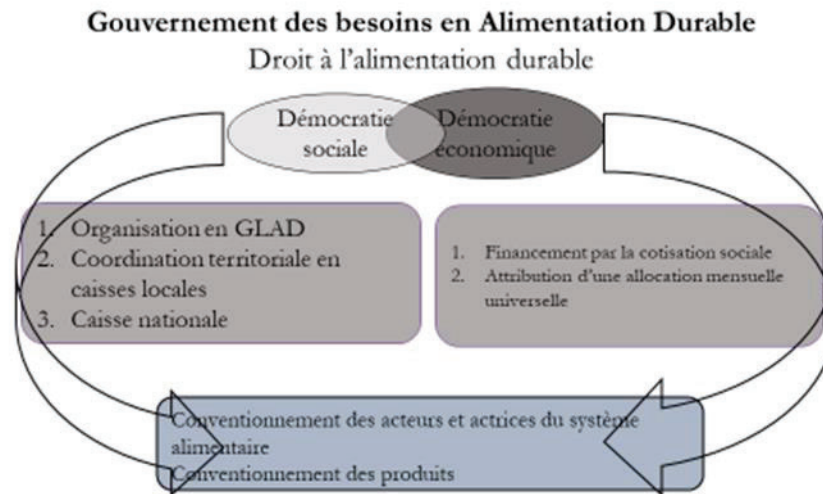 Gouvernement des besoins en Alimentation Durable
Droit à l'alimentation durable
Démocratie
sociale
Démocratie
économique
1. Organisation en GLAD
2. Coordination territoriale en
caisses locales
3. Caisse nationale
1. Financement par la cotisation sociale
2. Attribution d'une allocation mensuelle
universelle
Conventionnement des acteurs et actrices du système
alimentaire
Conventionnement des produits